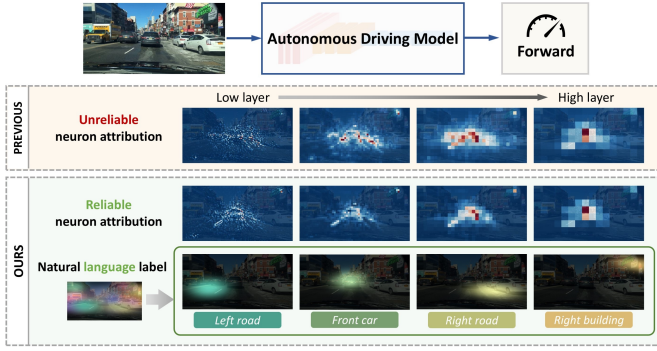 Autonomous Driving Model
Forward
PREVIOUS
Unreliable
neuron attribution
Low layer
High layer
OURS
Reliable
neuron attribution
Natural language label
Left road
Front car
Right road
Right building